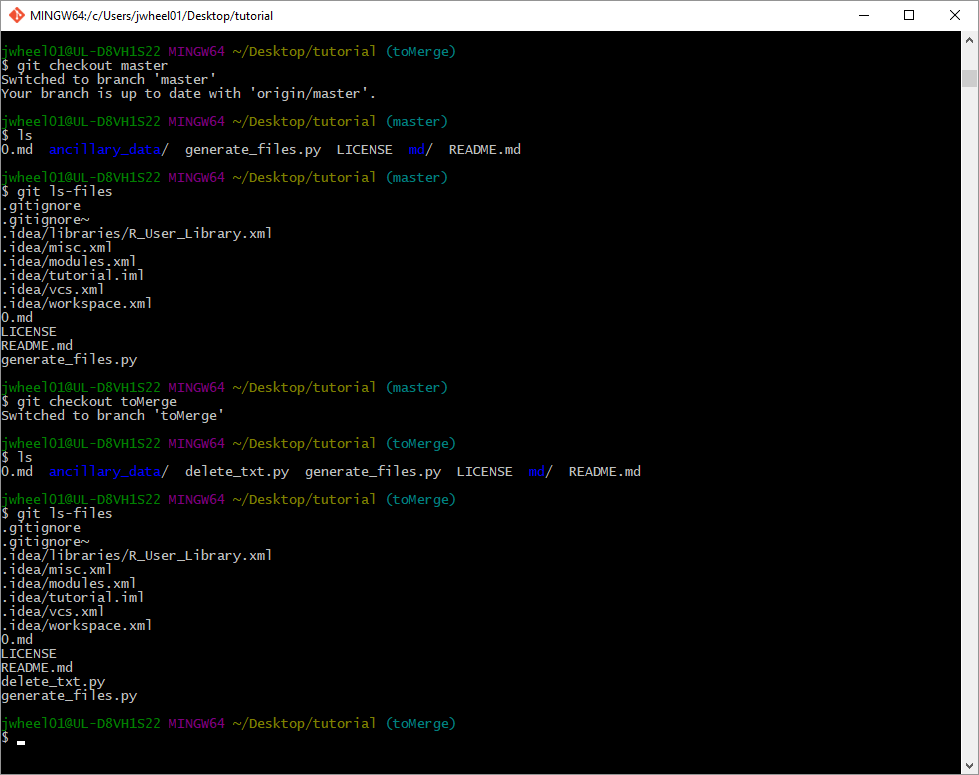 MINGW64:/c/Users/jwheel01/Desktop/tutorial
jwheel01@UL-D8VH1S22 MINGW64 ~/Desktop/tutorial (toMerge)
$ git checkout master
Switched to branch 'master'
Your branch is up to date with 'origin/master'.
jwheel01@UL-D8VH1S22 MINGW64 ~/Desktop/tutorial (master)
$ ls
0.md  ancillary_data/  generate_files.py  LICENSE  md/  README.md
jwheel01@UL-D8VH1S22 MINGW64 ~/Desktop/tutorial (master)
$ git ls-files
.gitignore
.gitignore~
.idea/libraries/R_User_Library.xml
.idea/misc.xml
.idea/modules.xml
.idea/tutorial.iml
.idea/vcs.xml
.idea/workspace.xml
0.md
LICENSE
README.md
generate_files.py
jwheel01@UL-D8VH1S22 MINGW64 ~/Desktop/tutorial (master)
$ git checkout toMerge
Switched to branch 'toMerge'
jwheel01@UL-D8VH1S22 MINGW64 ~/Desktop/tutorial (toMerge)
$ ls
0.md  ancillary_data/  delete_txt.py  generate_files.py  LICENSE  md/  README.md
jwheel01@UL-D8VH1S22 MINGW64 ~/Desktop/tutorial (toMerge)
$ git ls-files
.gitignore
.gitignore~
.idea/libraries/R_User_Library.xml
.idea/misc.xml
.idea/modules.xml
.idea/tutorial.iml
.idea/vcs.xml
.idea/workspace.xml
0.md
LICENSE
README.md
delete_txt.py
generate_files.py
jwheel01@UL-D8VH1S22 MINGW64 ~/Desktop/tutorial (toMerge)
$